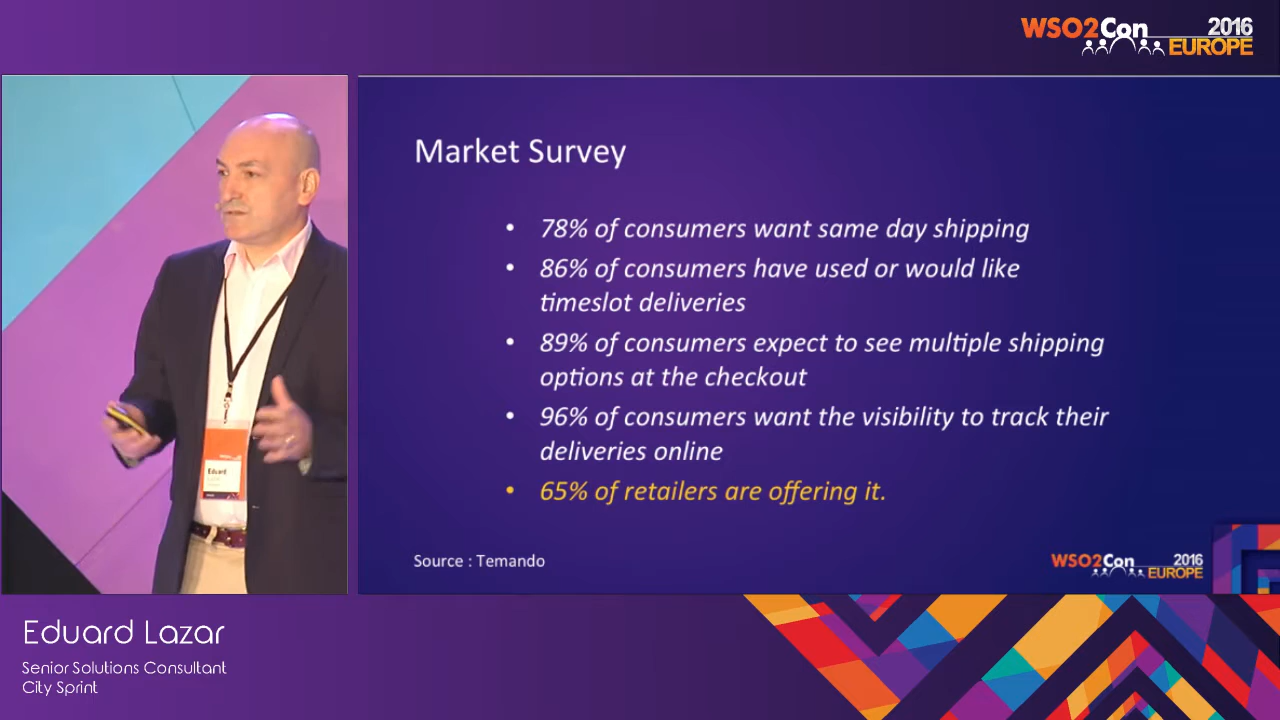 WSO2Con 2016
EUROPE
Market Survey
• 78% of consumers want same day shipping
• 86% of consumers have used or would like
timeslot deliveries
• 89% of consumers expect to see multiple shipping
options at the checkout
• 96% of consumers want the visibility to track their
deliveries online
• 65% of retailers are offering it.
Source : Temando
WSO2Con 2016
EUROPE
Eduard
Eduard Lazar
Senior Solutions Consultant
City Sprint